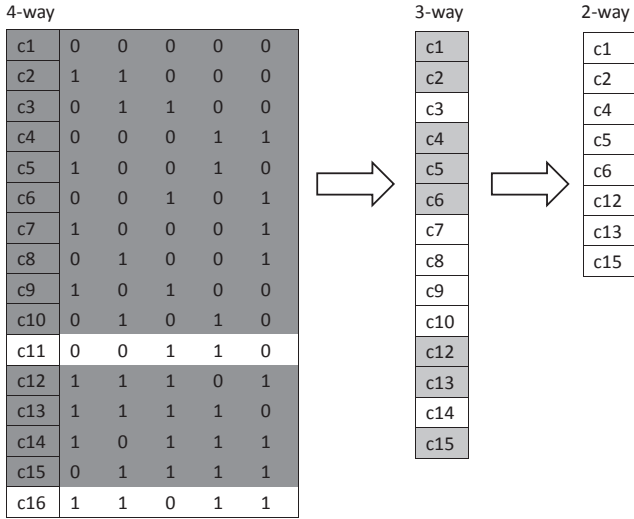 4-way
c1 0 0 0 0 0
c2 1 1 0 0 0
c3 0 1 1 0 0
c4 0 0 0 1 1
c5 1 0 0 1 0
c6 0 0 1 0 1
c7 1 0 0 0 1
c8 0 1 0 0 1
c9 1 0 1 0 0
c10 0 1 0 1 0
c11 0 0 1 1 0
c12 1 1 1 0 1
c13 1 1 1 1 0
c14 1 0 1 1 1
c15 0 1 1 1 1
c16 1 1 0 1 1
3-way
c1
c2
c3
c4
c5
c6
c7
c8
c9
c10
c12
c13
c14
c15
2-way
c1
c2
c4
c5
c6
c12
c13
c15